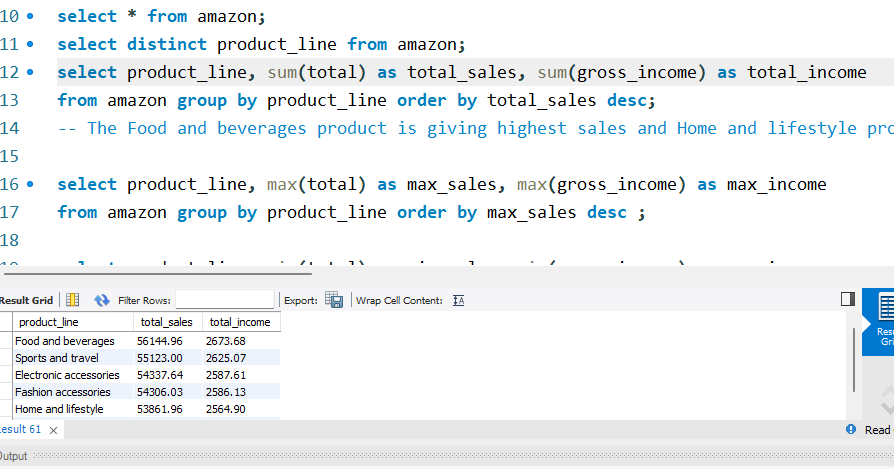 10 select * from amazon;
11 select distinct product_line from amazon;
12 select product_line, sum(total) as total_sales, sum(gross_income) as total_income
13 from amazon group by product_line order by total_sales desc;
14 -- The Food and beverages product is giving highest sales and Home and lifestyle pro
15
16 select product_line, max(total) as max_sales, max(gross_income) as max_income
17 from amazon group by product_line order by max_sales desc ;
18
Result Grid Filter Rows: Export: Wrap Cell Content: IA
product_line total_sales total_income
Food and beverages 56144.96 2673.68
Sports and travel 55123.00 2625.07
Electronic accessories 54337.64 2587.61
Fashion accessories 54306.03 2586.13
Home and lifestyle 53861.96 2564.90
Resu
Gri
esult 61 Read
Output